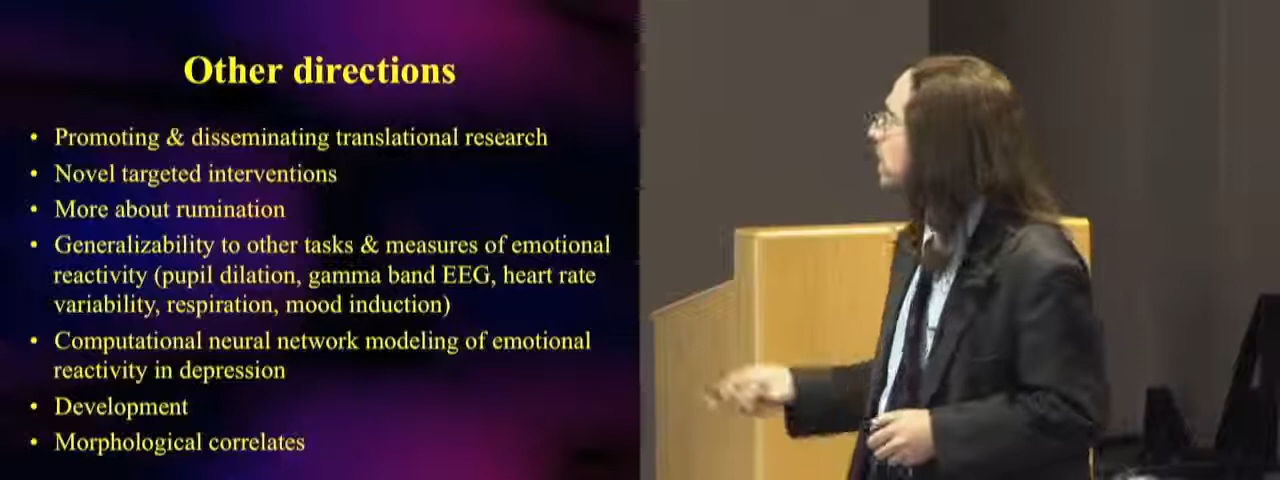 Other directions
• Promoting & disseminating translational research
• Novel targeted interventions
• More about rumination
• Generalizability to other tasks & measures of emotional
reactivity (pupil dilation, gamma band EEG, heart rate
variability, respiration, mood induction)
• Computational neural network modeling of emotional
reactivity in depression
• Development
• Morphological correlates